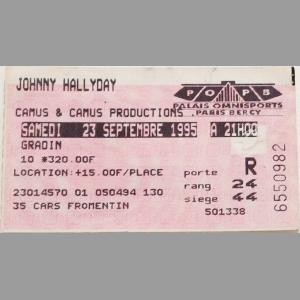 JOHNNY HALLYDAY
POPB
PALAIS OMNISPORTS
PARIS BERCY
CAMUS & CAMUS PRODUCTIONS
SAMEDI 23 SEPTEMBRE 1995 A 21H00
GRADIN
10 *320.00F
LOCATION:+15.00F/PLACE
porte R
23014570 01 050494 130
rang 24
siege 44
35 CARS FROMENTIN
501338
6550982